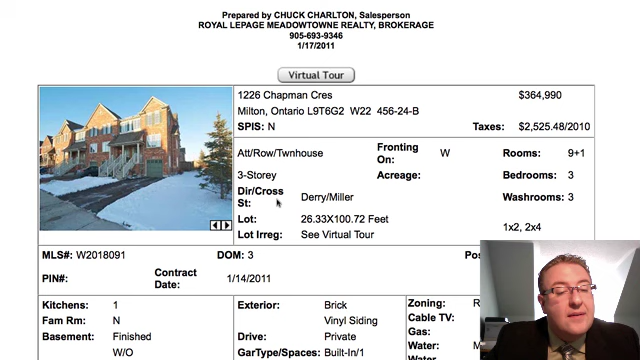 Prepared by CHUCK CHARLTON, Salesperson
ROYAL LEPAGE MEADOWTOWNE REALTY, BROKERAGE
905-693-9346
1/17/2011
Virtual Tour
1226 Chapman Cres $364,990
Milton, Ontario L9T6G2 W22 456-24-B
SPIS: N Taxes: $2,525.48/2010
Att/Row/Twnhouse Fronting On: W Rooms: 9+1
3-Storey Acreage: Bedrooms: 3
Dir/Cross St: Derry/Miller Washrooms: 3
Lot: 26.33X100.72 Feet 1x2, 2x4
Lot Irreg: See Virtual Tour
MLS#: W2018091 DOM: 3
PIN#: Contract Date: 1/14/2011
Kitchens: 1 Exterior: Brick Zoning:
Fam Rm: N Vinyl Siding Cable TV:
Basement: Finished Drive: Private Gas:
W/O GarType/Spaces: Built-In/1 Water:
Water